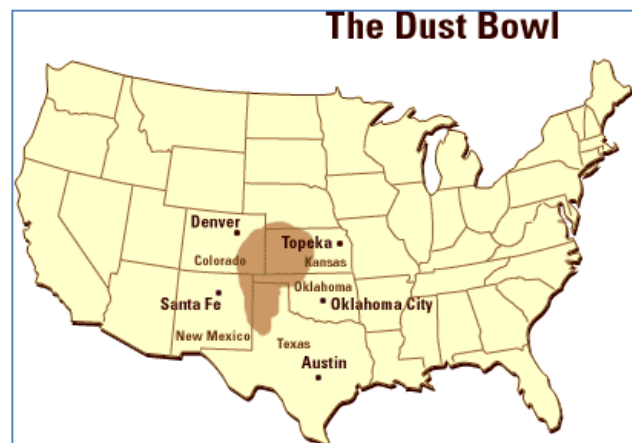 The Dust Bowl
Denver
Topeka
Colorado
Kansas
Oklahoma
Santa Fe
Oklahoma City
New Mexico
Texas
Austin